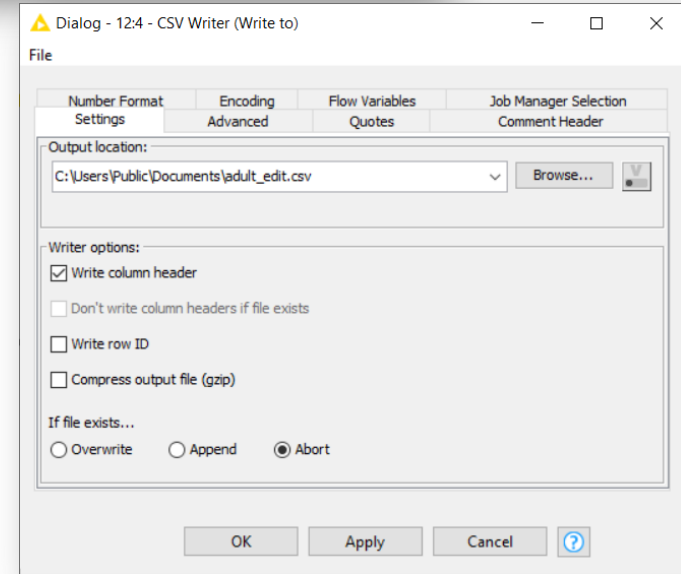 Dialog - 12:4 - CSV Writer (Write to)
File
Number Format Encoding Flow Variables Job Manager Selection
Settings Advanced Quotes Comment Header
Output location:
C:\Users\Public\Documents\adult_edit.csv Browse... V
Writer options:
Write column header
Don't write column headers if file exists
Write row ID
Compress output file (gzip)
If file exists...
Overwrite Append Abort
OK Apply Cancel ?